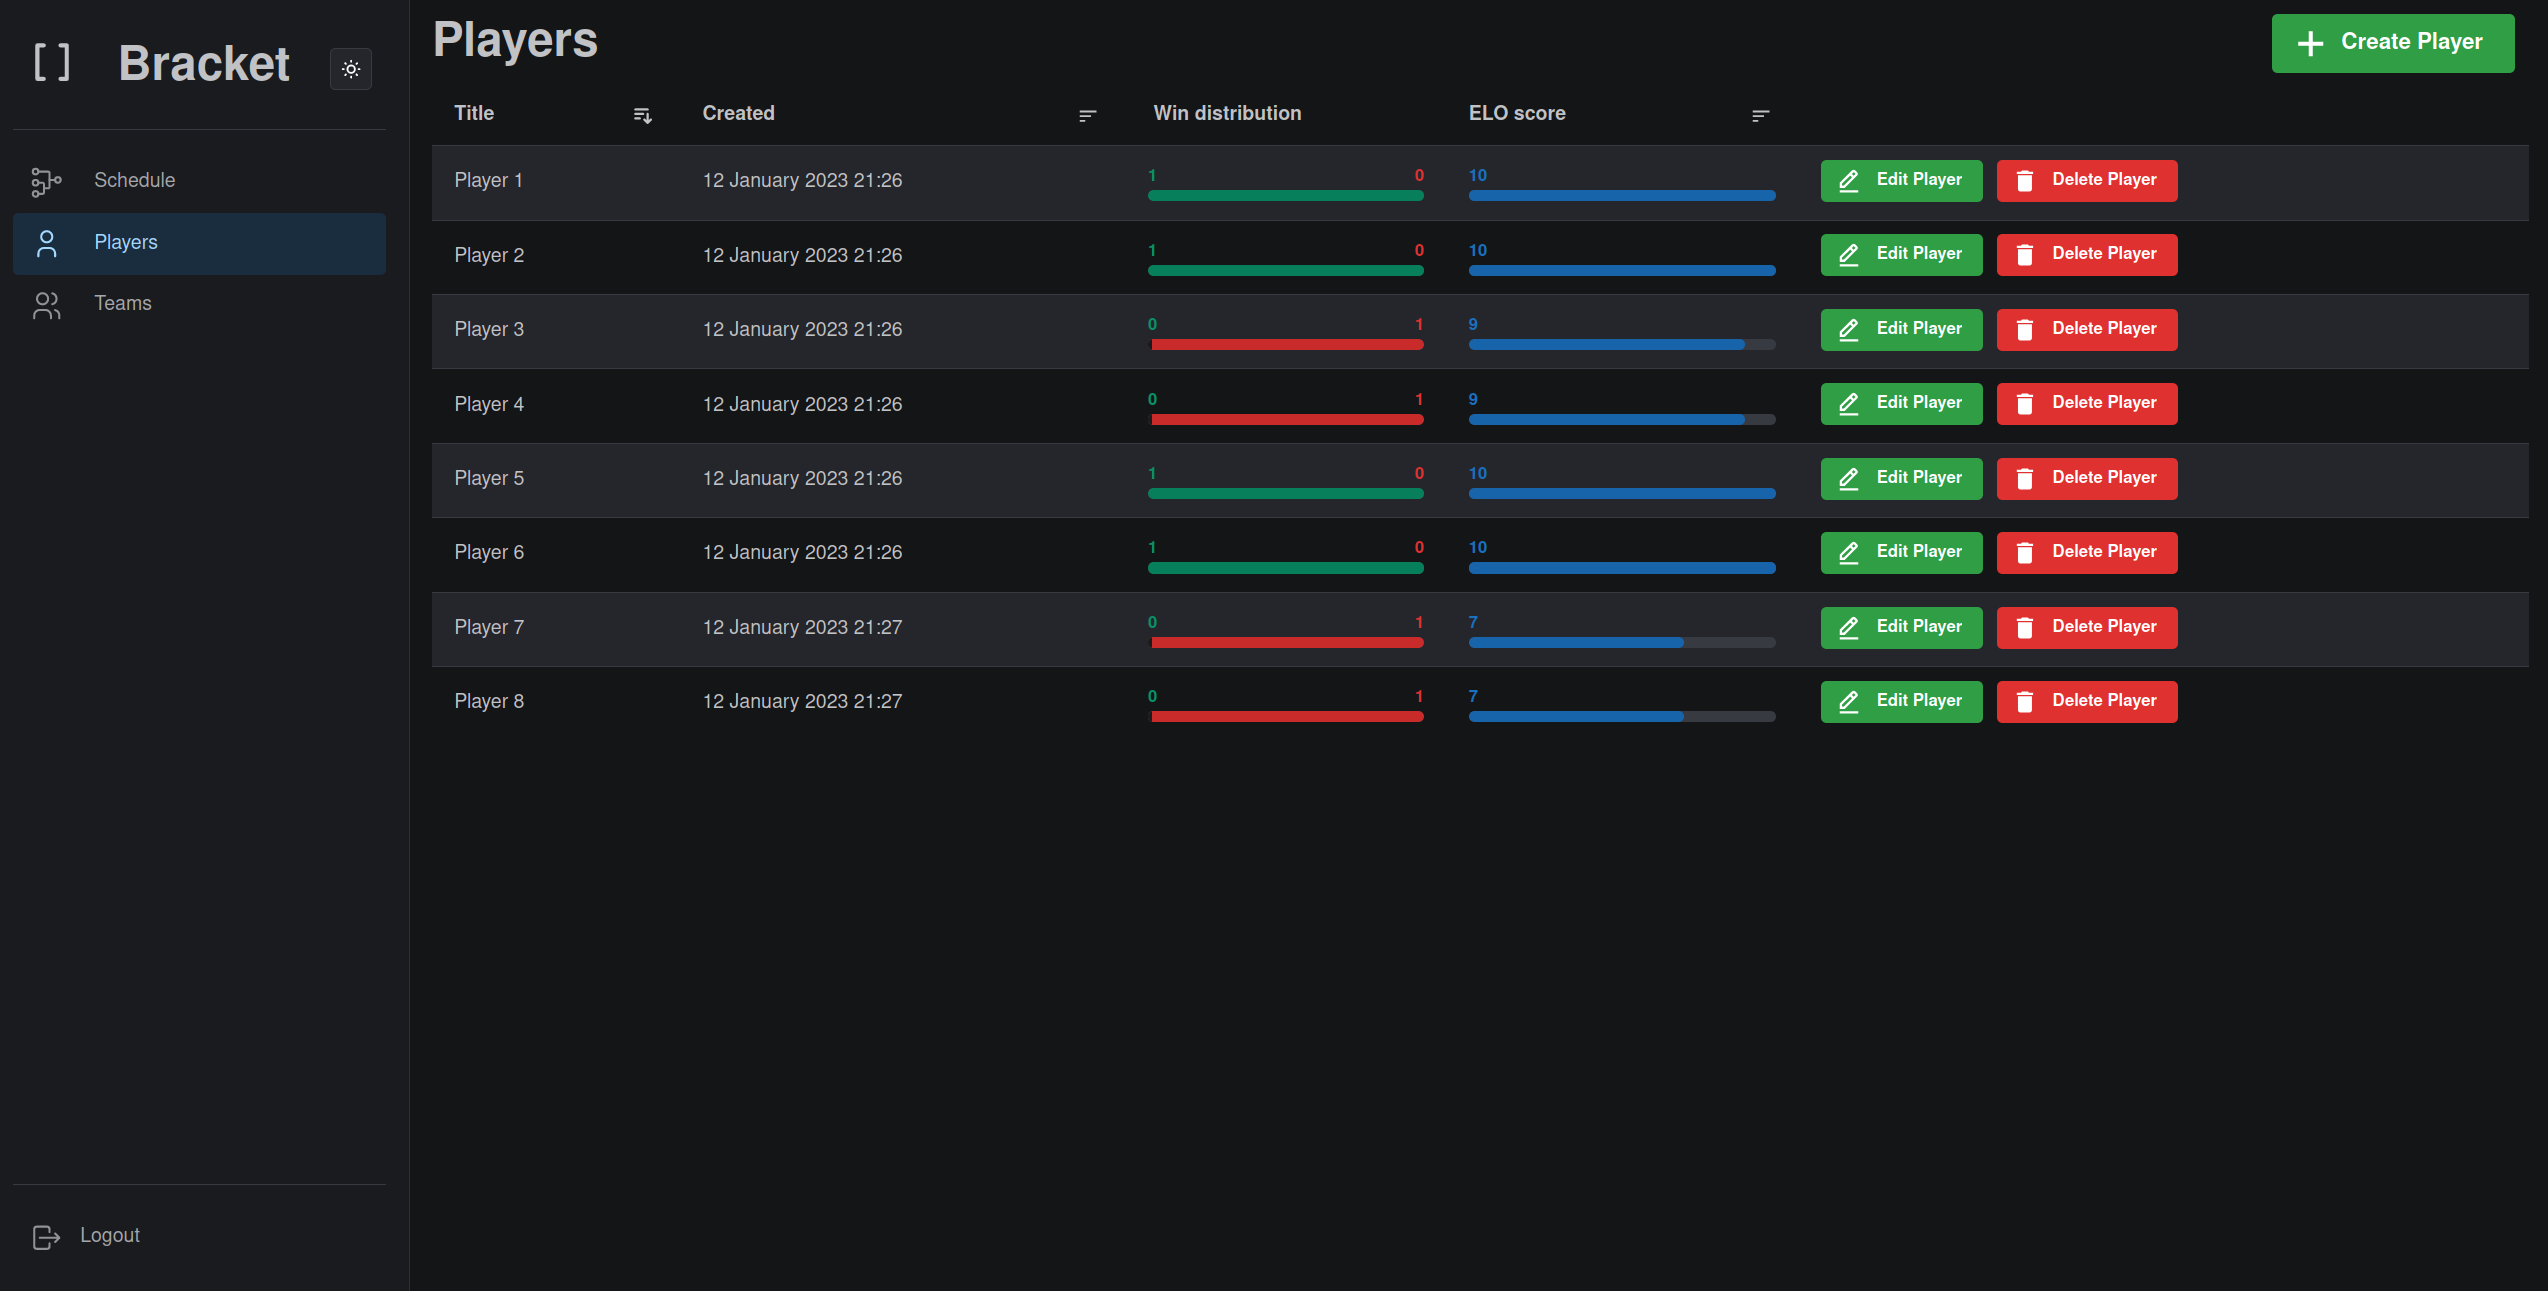 [ ] Bracket
Schedule
Players
Teams
Logout
Players
Create Player
Title Created Win distribution ELO score
Player 1 12 January 2023 21:26 1 0 10 Edit Player Delete Player
Player 2 12 January 2023 21:26 1 0 10 Edit Player Delete Player
Player 3 12 January 2023 21:26 0 1 9 Edit Player Delete Player
Player 4 12 January 2023 21:26 0 1 9 Edit Player Delete Player
Player 5 12 January 2023 21:26 1 0 10 Edit Player Delete Player
Player 6 12 January 2023 21:26 1 0 10 Edit Player Delete Player
Player 7 12 January 2023 21:27 0 1 7 Edit Player Delete Player
Player 8 12 January 2023 21:27 0 1 7 Edit Player Delete Player